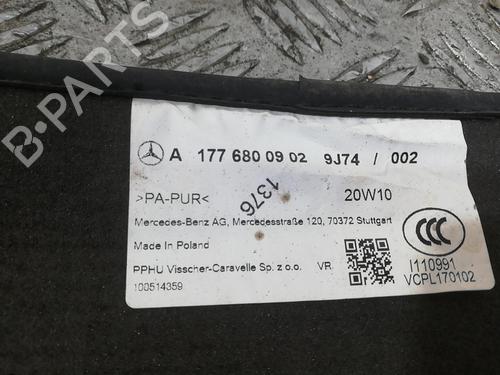 B-PARTS
A 177 680 09 02 9J74 / 002
>PA-PUR< 1376 20W10
Mercedes-Benz AG, Mercedesstraße 120, 70372 Stuttgart
Made In Poland
CCC
PPHU Visscher-Caravelle Sp. z o.o. VR I110991
100514359 VCPL170102